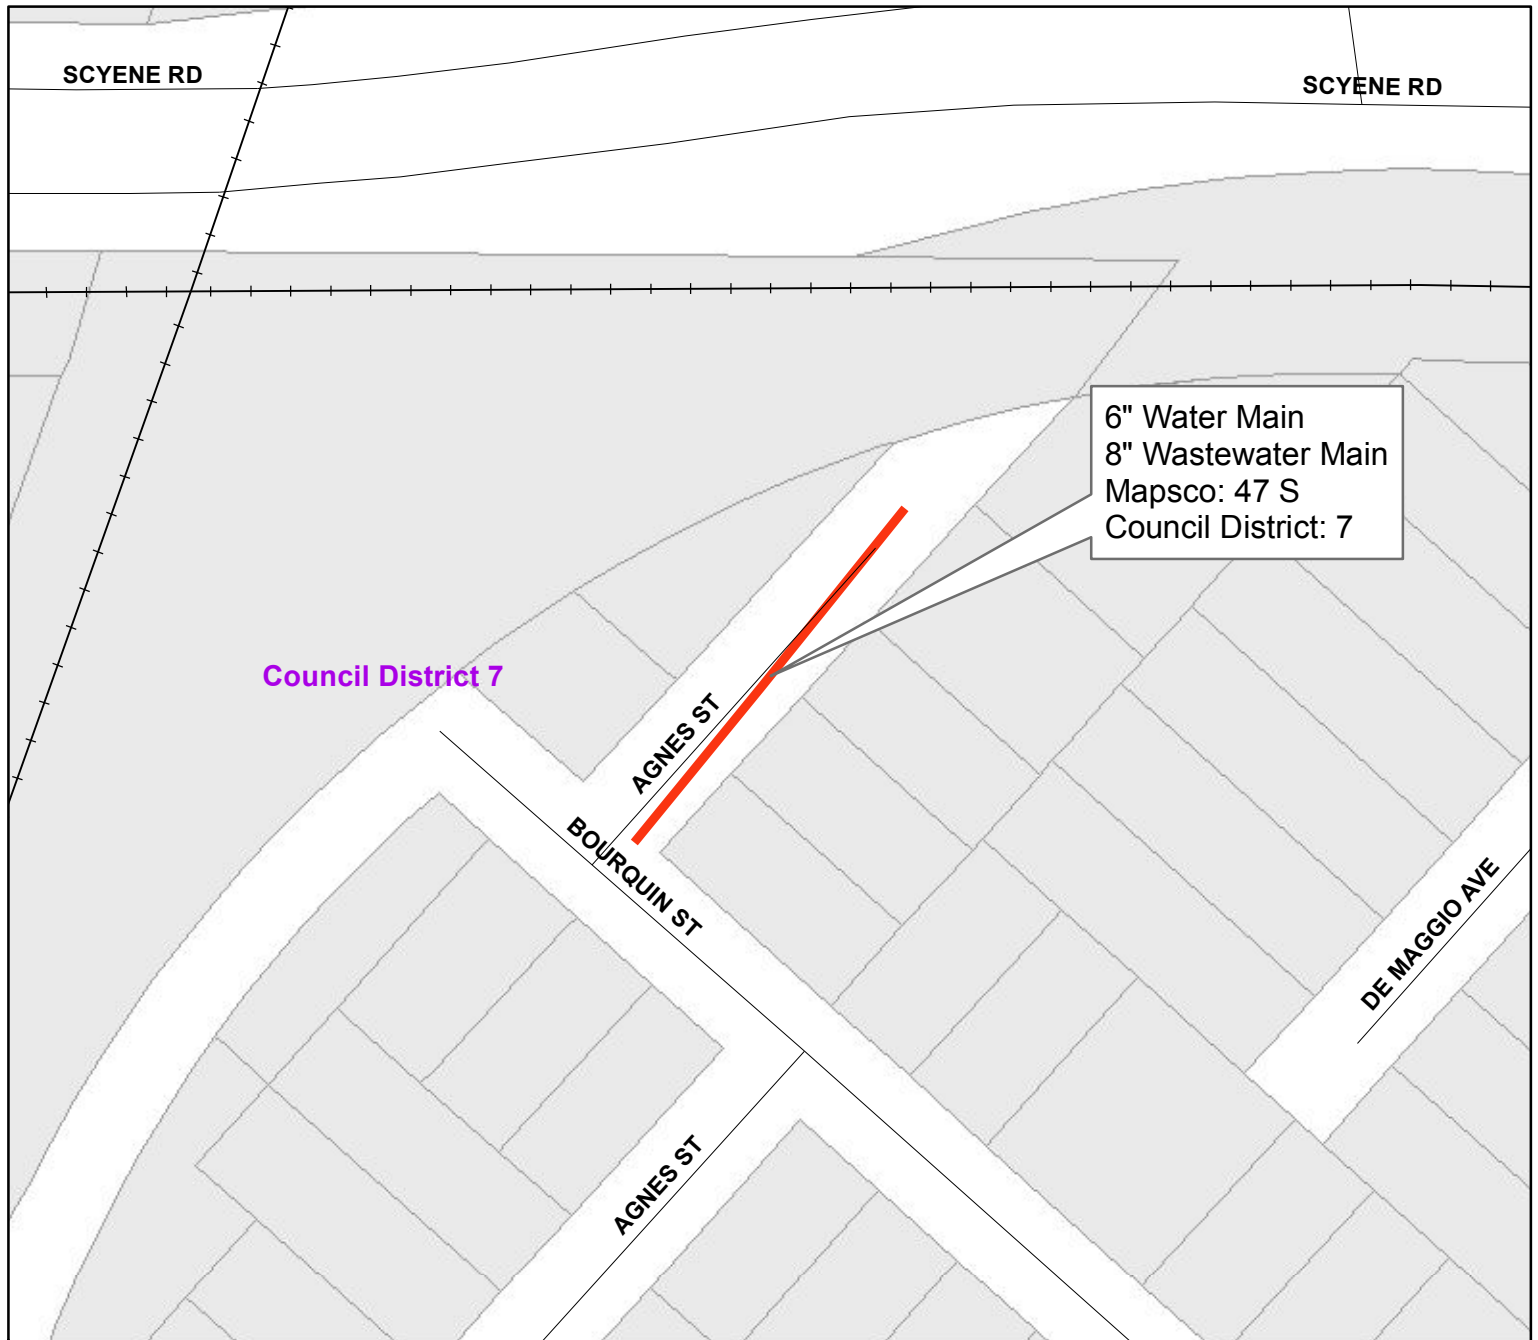 SCYENE RD
SCYENE RD
6" Water Main
8" Wastewater Main
Mapsco: 47 S
Council District: 7
Council District 7
AGNES ST
BOURQUIN ST
DE MAGGIO AVE
AGNES ST